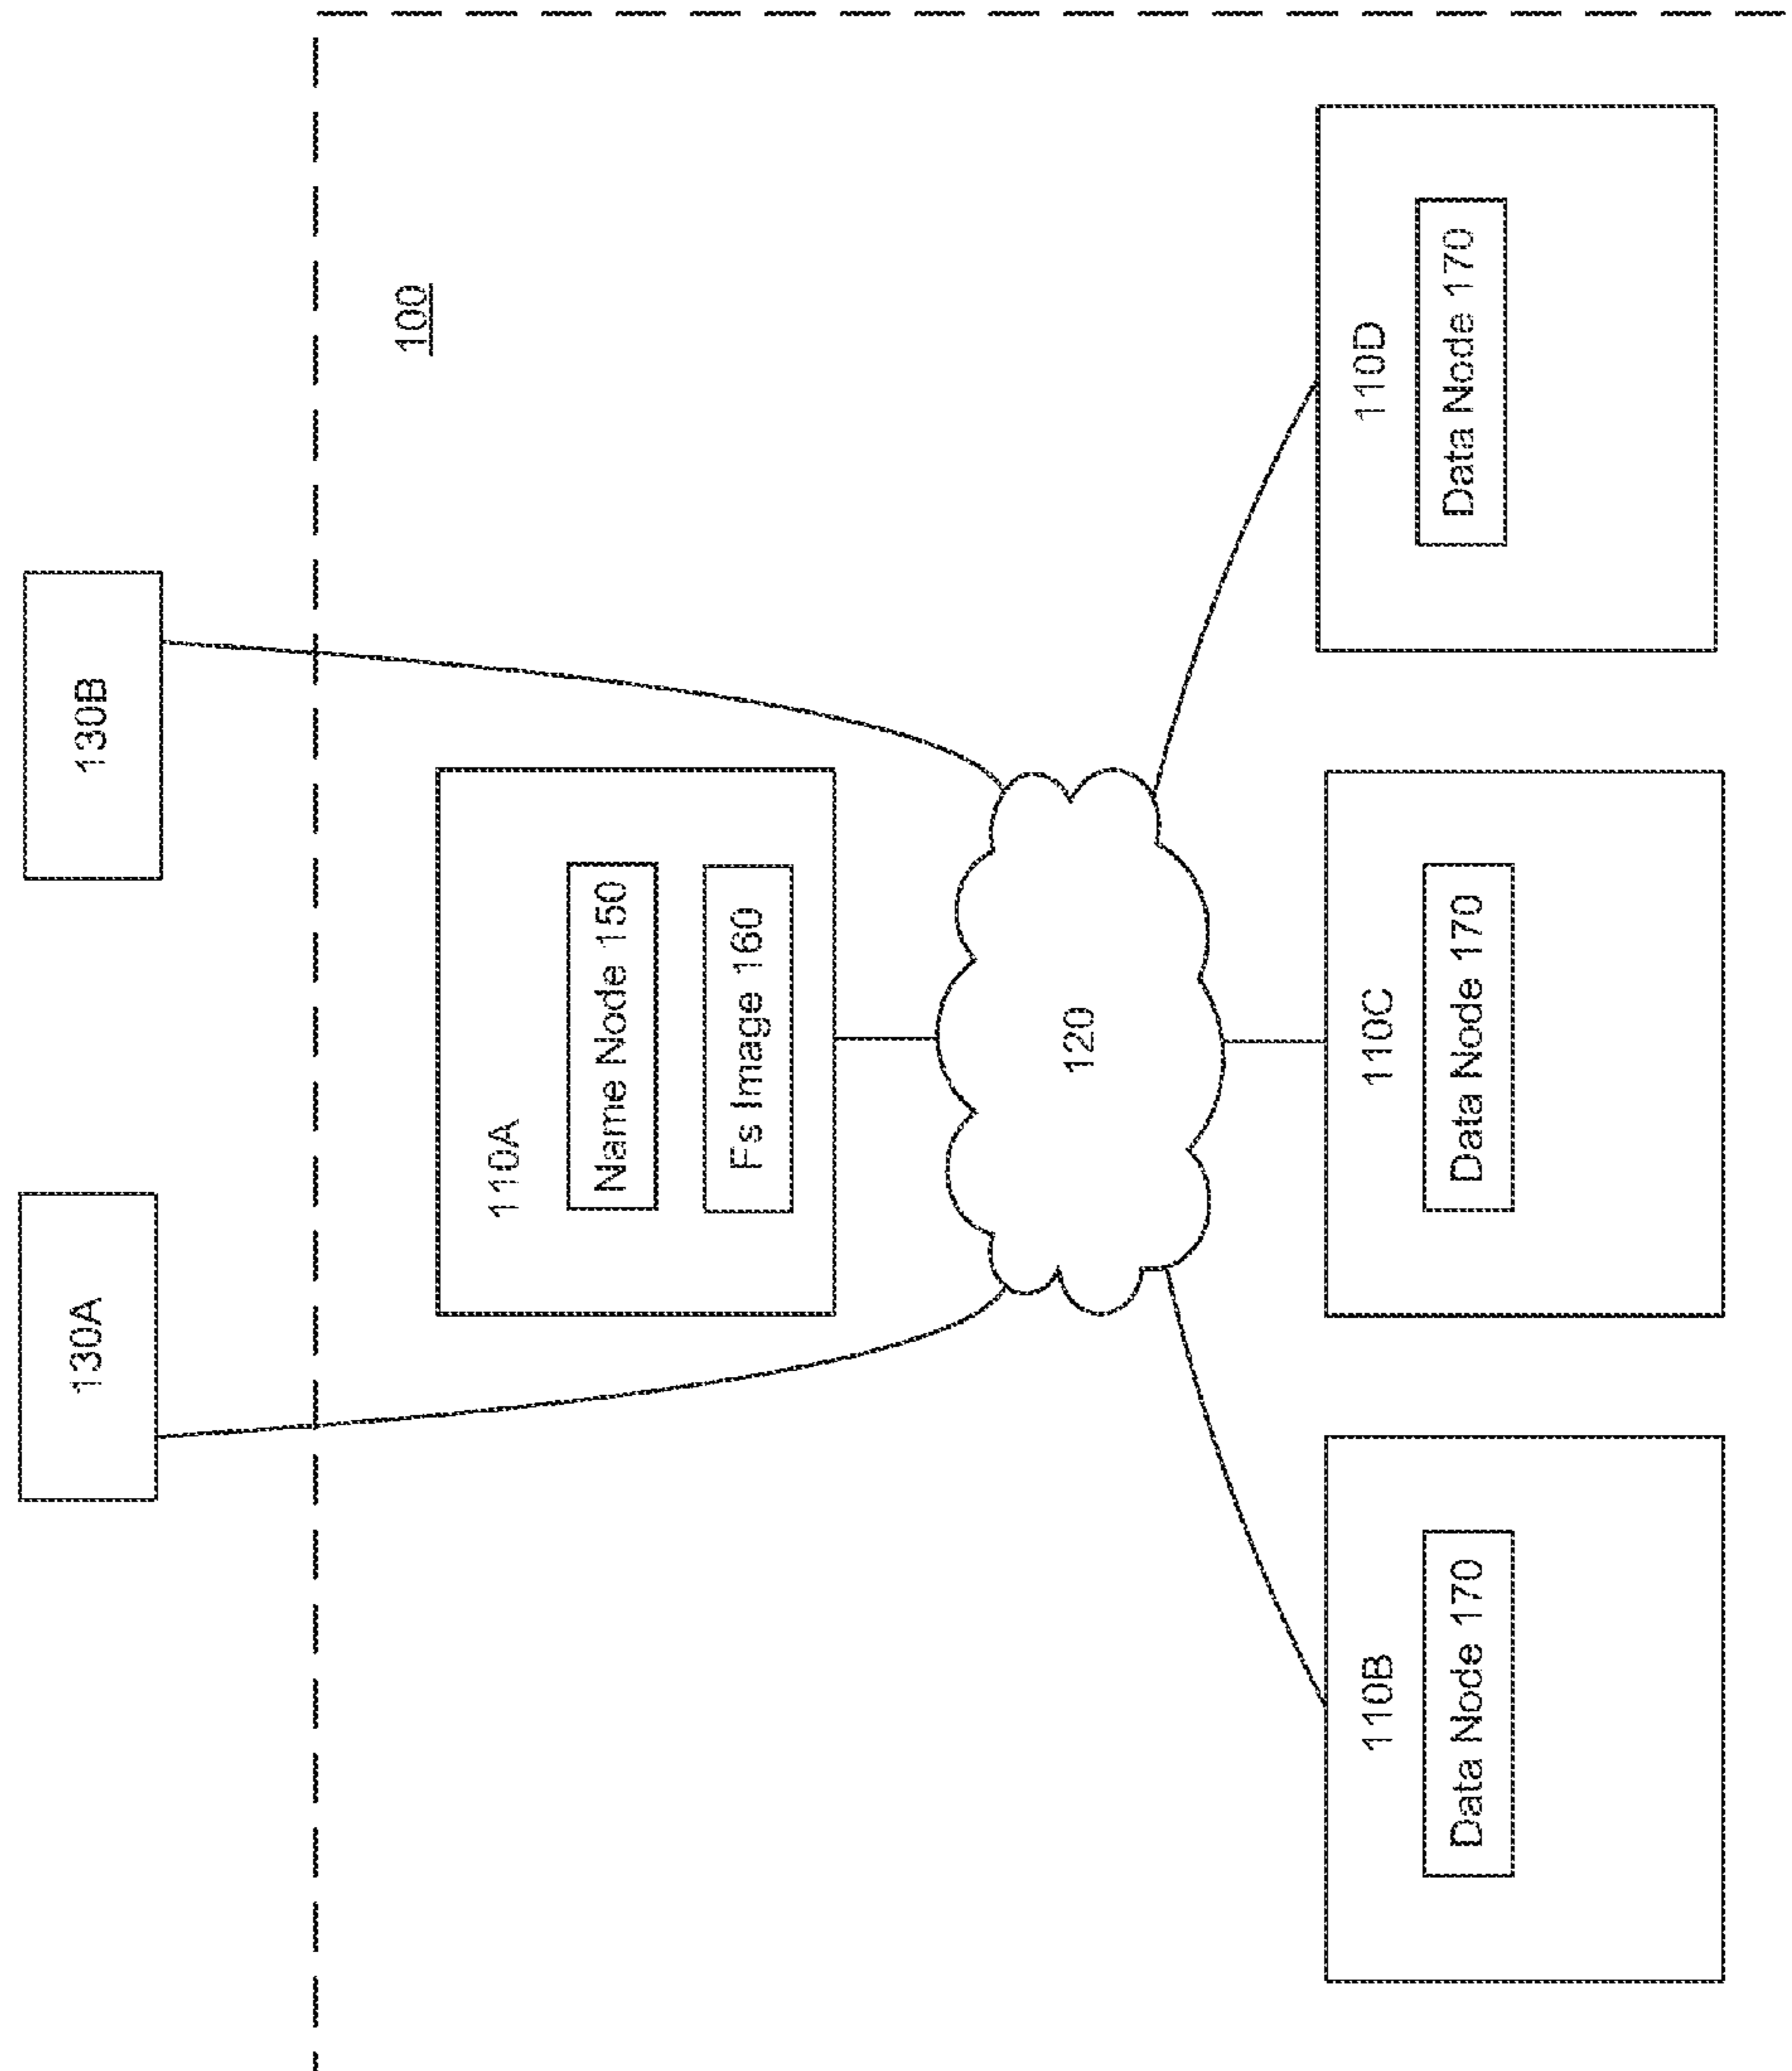 130A
130B
100
110A
Name Node 150
Fs Image 160
120
110B
Data Node 170
110C
Data Node 170
110D
Data Node 170